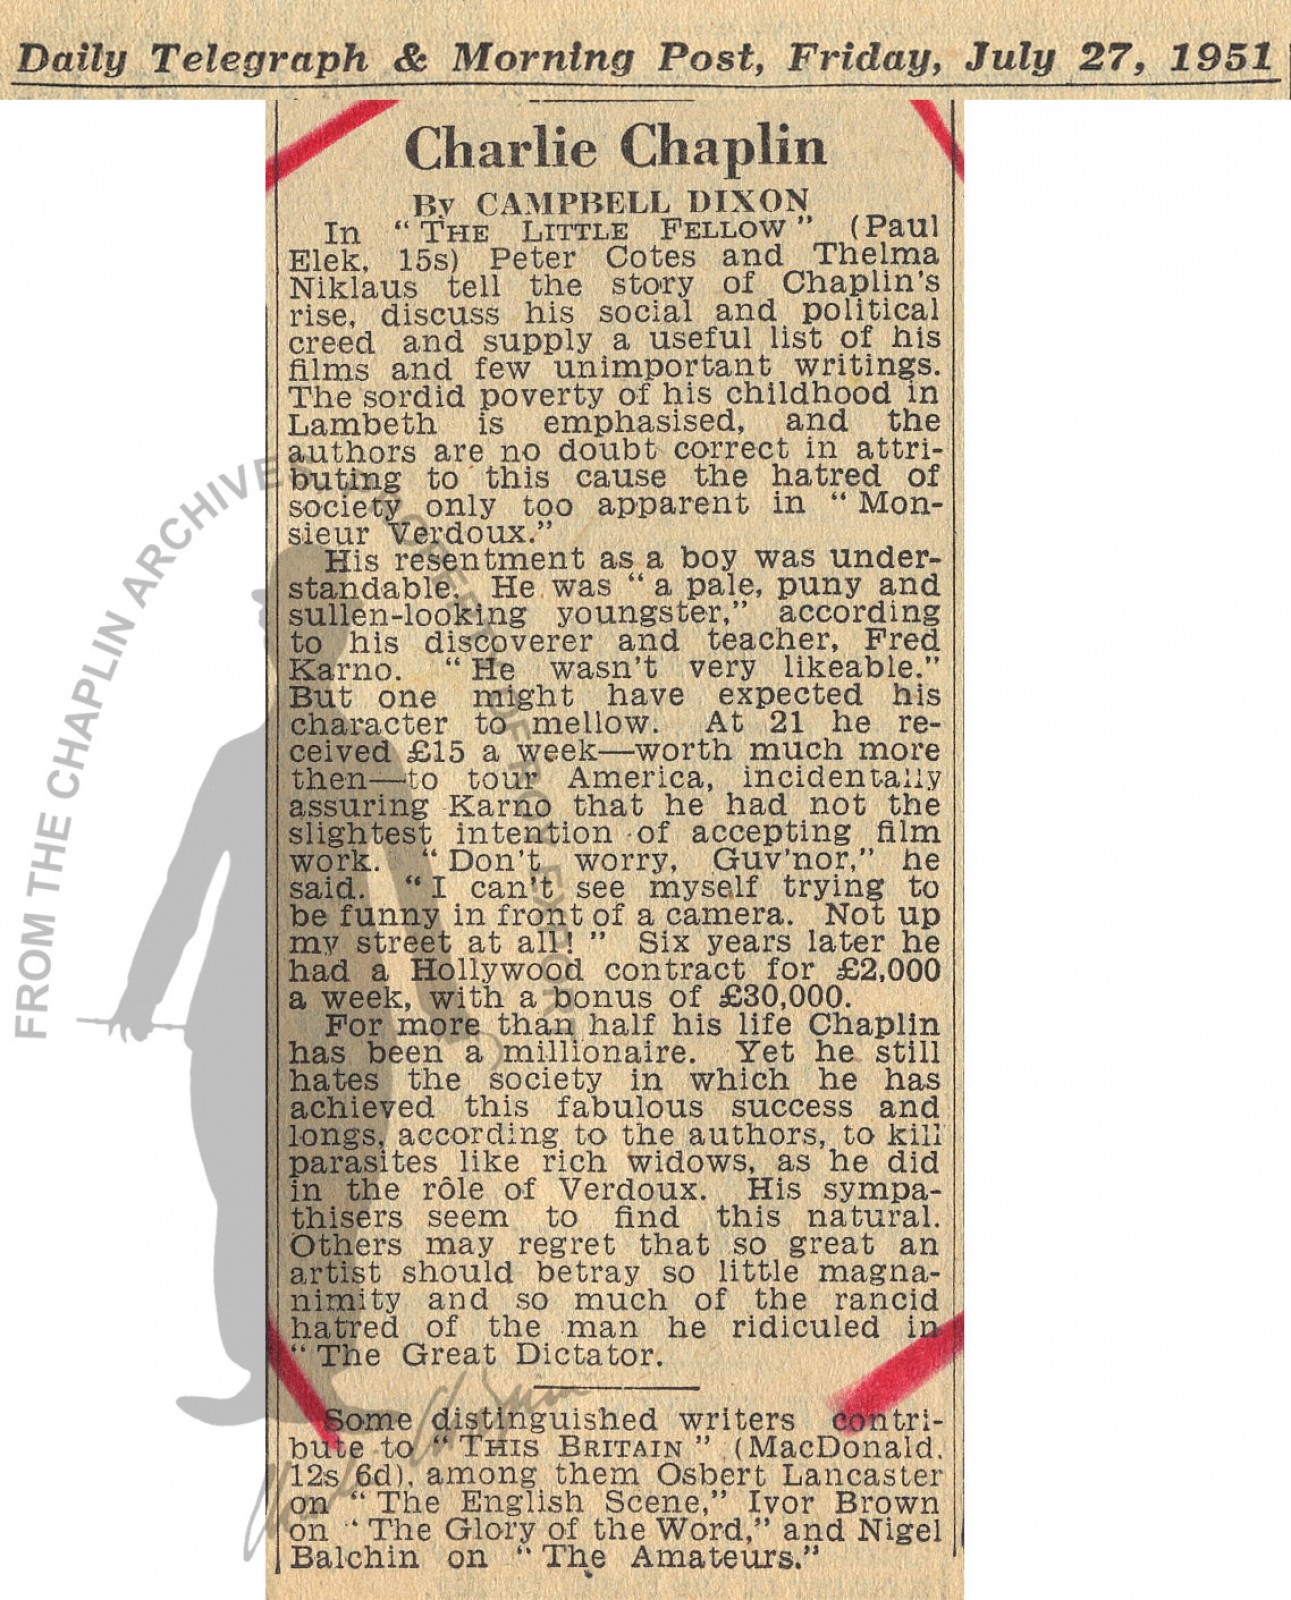 Daily Telegraph & Morning Post, Friday, July 27, 1951
Charlie Chaplin
By CAMPBELL DIXON
In "THE LITTLE FELLOW" (Paul
Elek, 15s) Peter Cotes and Thelma
Niklaus tell the story of Chaplin's
rise, discuss his social and political
creed and supply a useful list of his
films and few unimportant writings.
The sordid poverty of his childhood in
Lambeth is emphasised, and the
authors are no doubt correct in attri-
buting to this cause the hatred of
society only too apparent in "Mon-
sieur Verdoux."
His resentment as a boy was under-
standable. He was "a pale, puny and
sullen-looking youngster," according
to his discoverer and teacher, Fred
Karno. "He wasn't very likeable."
But one might have expected his
character to mellow. At 21 he re-
ceived £15 a week—worth much more
then—to tour America, incidentally
assuring Karno that he had not the
slightest intention of accepting film
work. "Don't worry, Guv'nor," he
said. "I can't see myself trying to
be funny in front of a camera. Not up
my street at all!" Six years later he
had a Hollywood contract for £2,000
a week, with a bonus of £30,000.
For more than half his life Chaplin
has been a millionaire. Yet he still
hates the society in which he has
achieved this fabulous success and
longs, according to the authors, to kill
parasites like rich widows, as he did
in the rôle of Verdoux. His sympa-
thisers seem to find this natural.
Others may regret that so great an
artist should betray so little magna-
nimity and so much of the rancid
hatred of the man he ridiculed in
"The Great Dictator.
Some distinguished writers contri-
bute to "THIS BRITAIN" (MacDonald.
12s 6d), among them Osbert Lancaster
on "The English Scene," Ivor Brown
on "The Glory of the Word," and Nigel
Balchin on "The Amateurs."
FROM THE CHAPLIN ARCHIVES PROPERTY OF ROY EXPORT
Charlie Chaplin